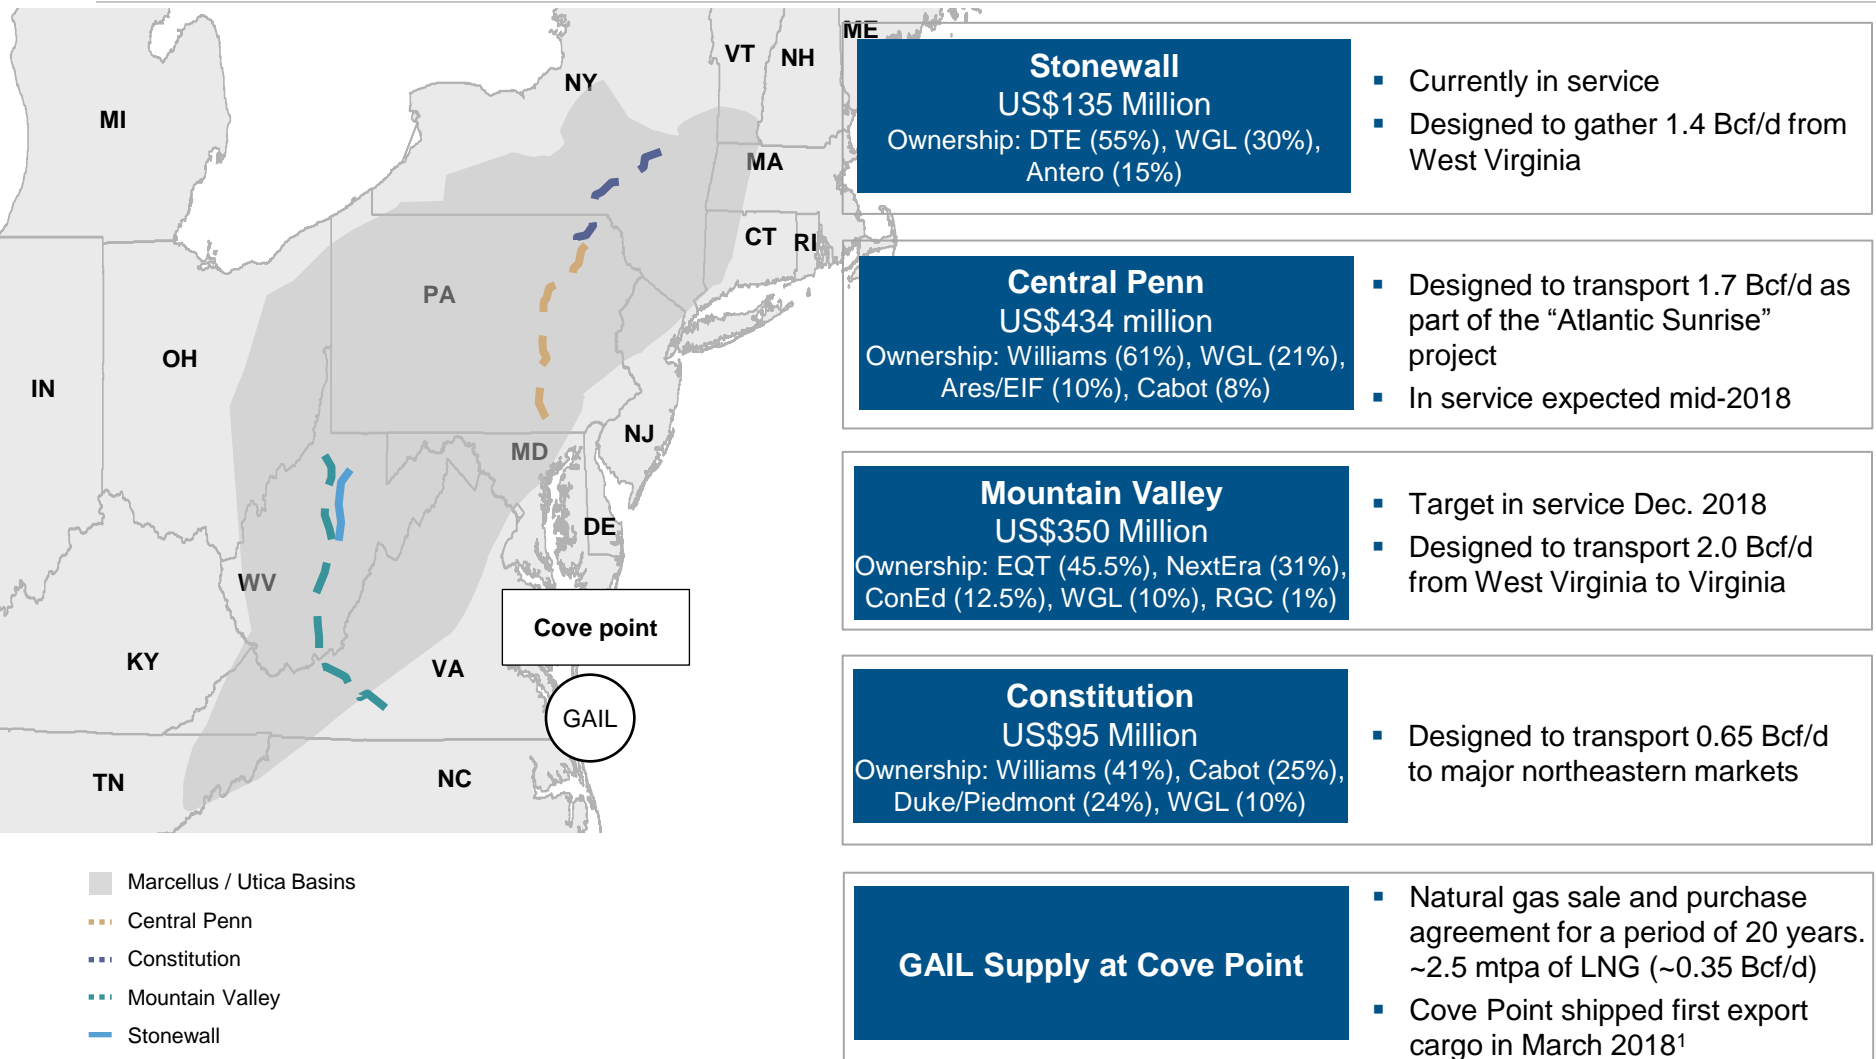 ME
VT
NH
NY
MI
MA
CT
RI
PA
OH
IN
NJ
MD
DE
WV
Cove point
KY
VA
GAIL
TN
NC
Marcellus / Utica Basins
Central Penn
Constitution
Mountain Valley
Stonewall
Stonewall
US$135 Million
Ownership: DTE (55%), WGL (30%),
Antero (15%)
▪ Currently in service
▪ Designed to gather 1.4 Bcf/d from
West Virginia
Central Penn
US$434 million
Ownership: Williams (61%), WGL (21%),
Ares/EIF (10%), Cabot (8%)
▪ Designed to transport 1.7 Bcf/d as
part of the “Atlantic Sunrise”
project
▪ In service expected mid-2018
Mountain Valley
US$350 Million
Ownership: EQT (45.5%), NextEra (31%),
ConEd (12.5%), WGL (10%), RGC (1%)
▪ Target in service Dec. 2018
▪ Designed to transport 2.0 Bcf/d
from West Virginia to Virginia
Constitution
US$95 Million
Ownership: Williams (41%), Cabot (25%),
Duke/Piedmont (24%), WGL (10%)
▪ Designed to transport 0.65 Bcf/d
to major northeastern markets
GAIL Supply at Cove Point
▪ Natural gas sale and purchase
agreement for a period of 20 years.
~2.5 mtpa of LNG (~0.35 Bcf/d)
▪ Cove Point shipped first export
cargo in March 2018¹